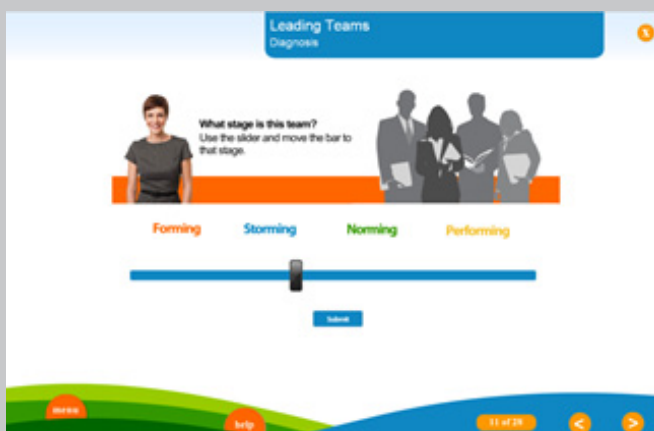 Leading Teams
Diagnosis
X
What stage is this team?
Use the slider and move the bar to
that stage.
Forming Storming Norming Performing
Submit
menu
help
11 of 29
< >